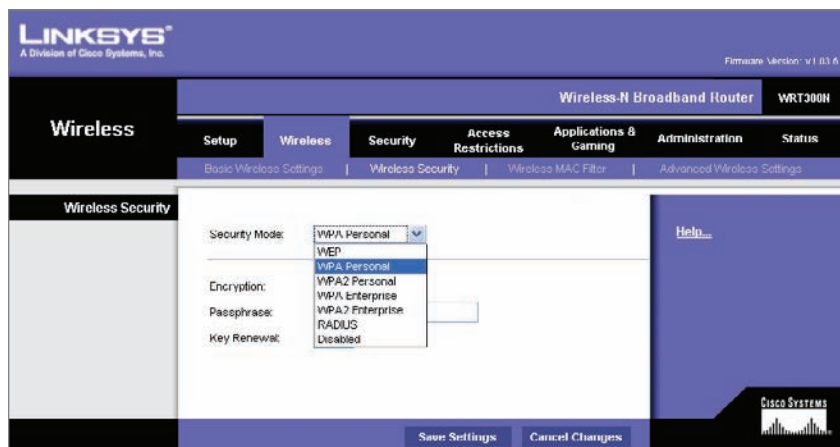 LINKSYS®
A Division of Cisco Systems, Inc.
Firmware Version: v1.03.6
Wireless-N Broadband Router
WRT300N
Wireless
Setup
Wireless
Security
Access Restrictions
Applications & Gaming
Administration
Status
Basic Wireless Settings | Wireless Security | Wireless MAC Filter | Advanced Wireless Settings
Wireless Security
Security Mode: WPA Personal
WEP
WPA Personal
WPA2 Personal
WPA Enterprise
WPA2 Enterprise
RADIUS
Disabled
Encryption:
Passphrase:
Key Renewal:
Help...
Save Settings
Cancel Changes
CISCO SYSTEMS